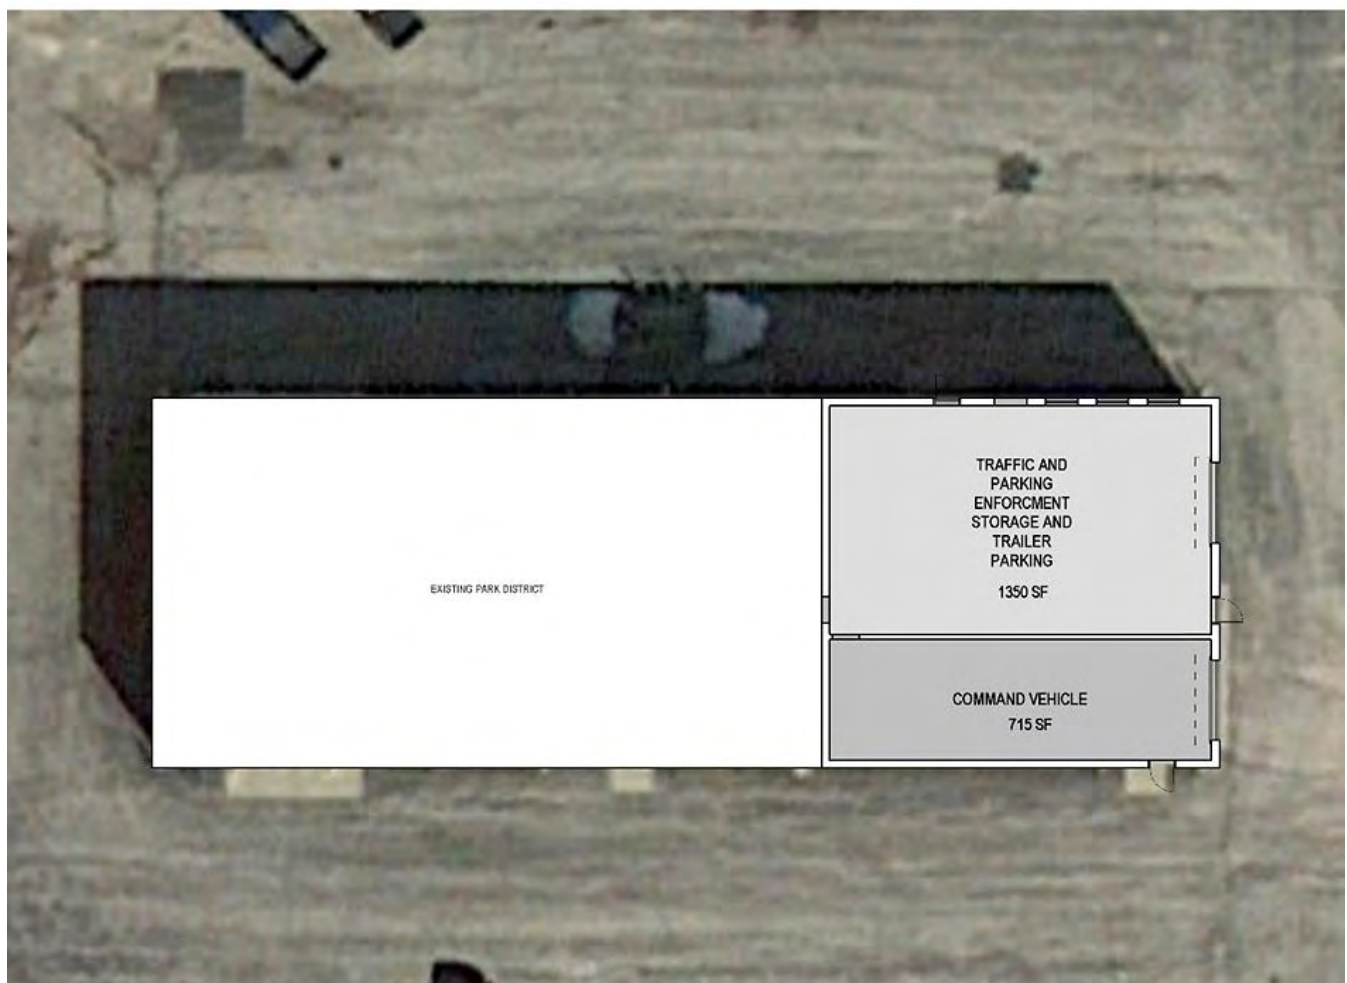 TRAFFIC AND
PARKING
ENFORCMENT
STORAGE AND
TRAILER
PARKING
1350 SF
EXISTING PARK DISTRICT
COMMAND VEHICLE
715 SF